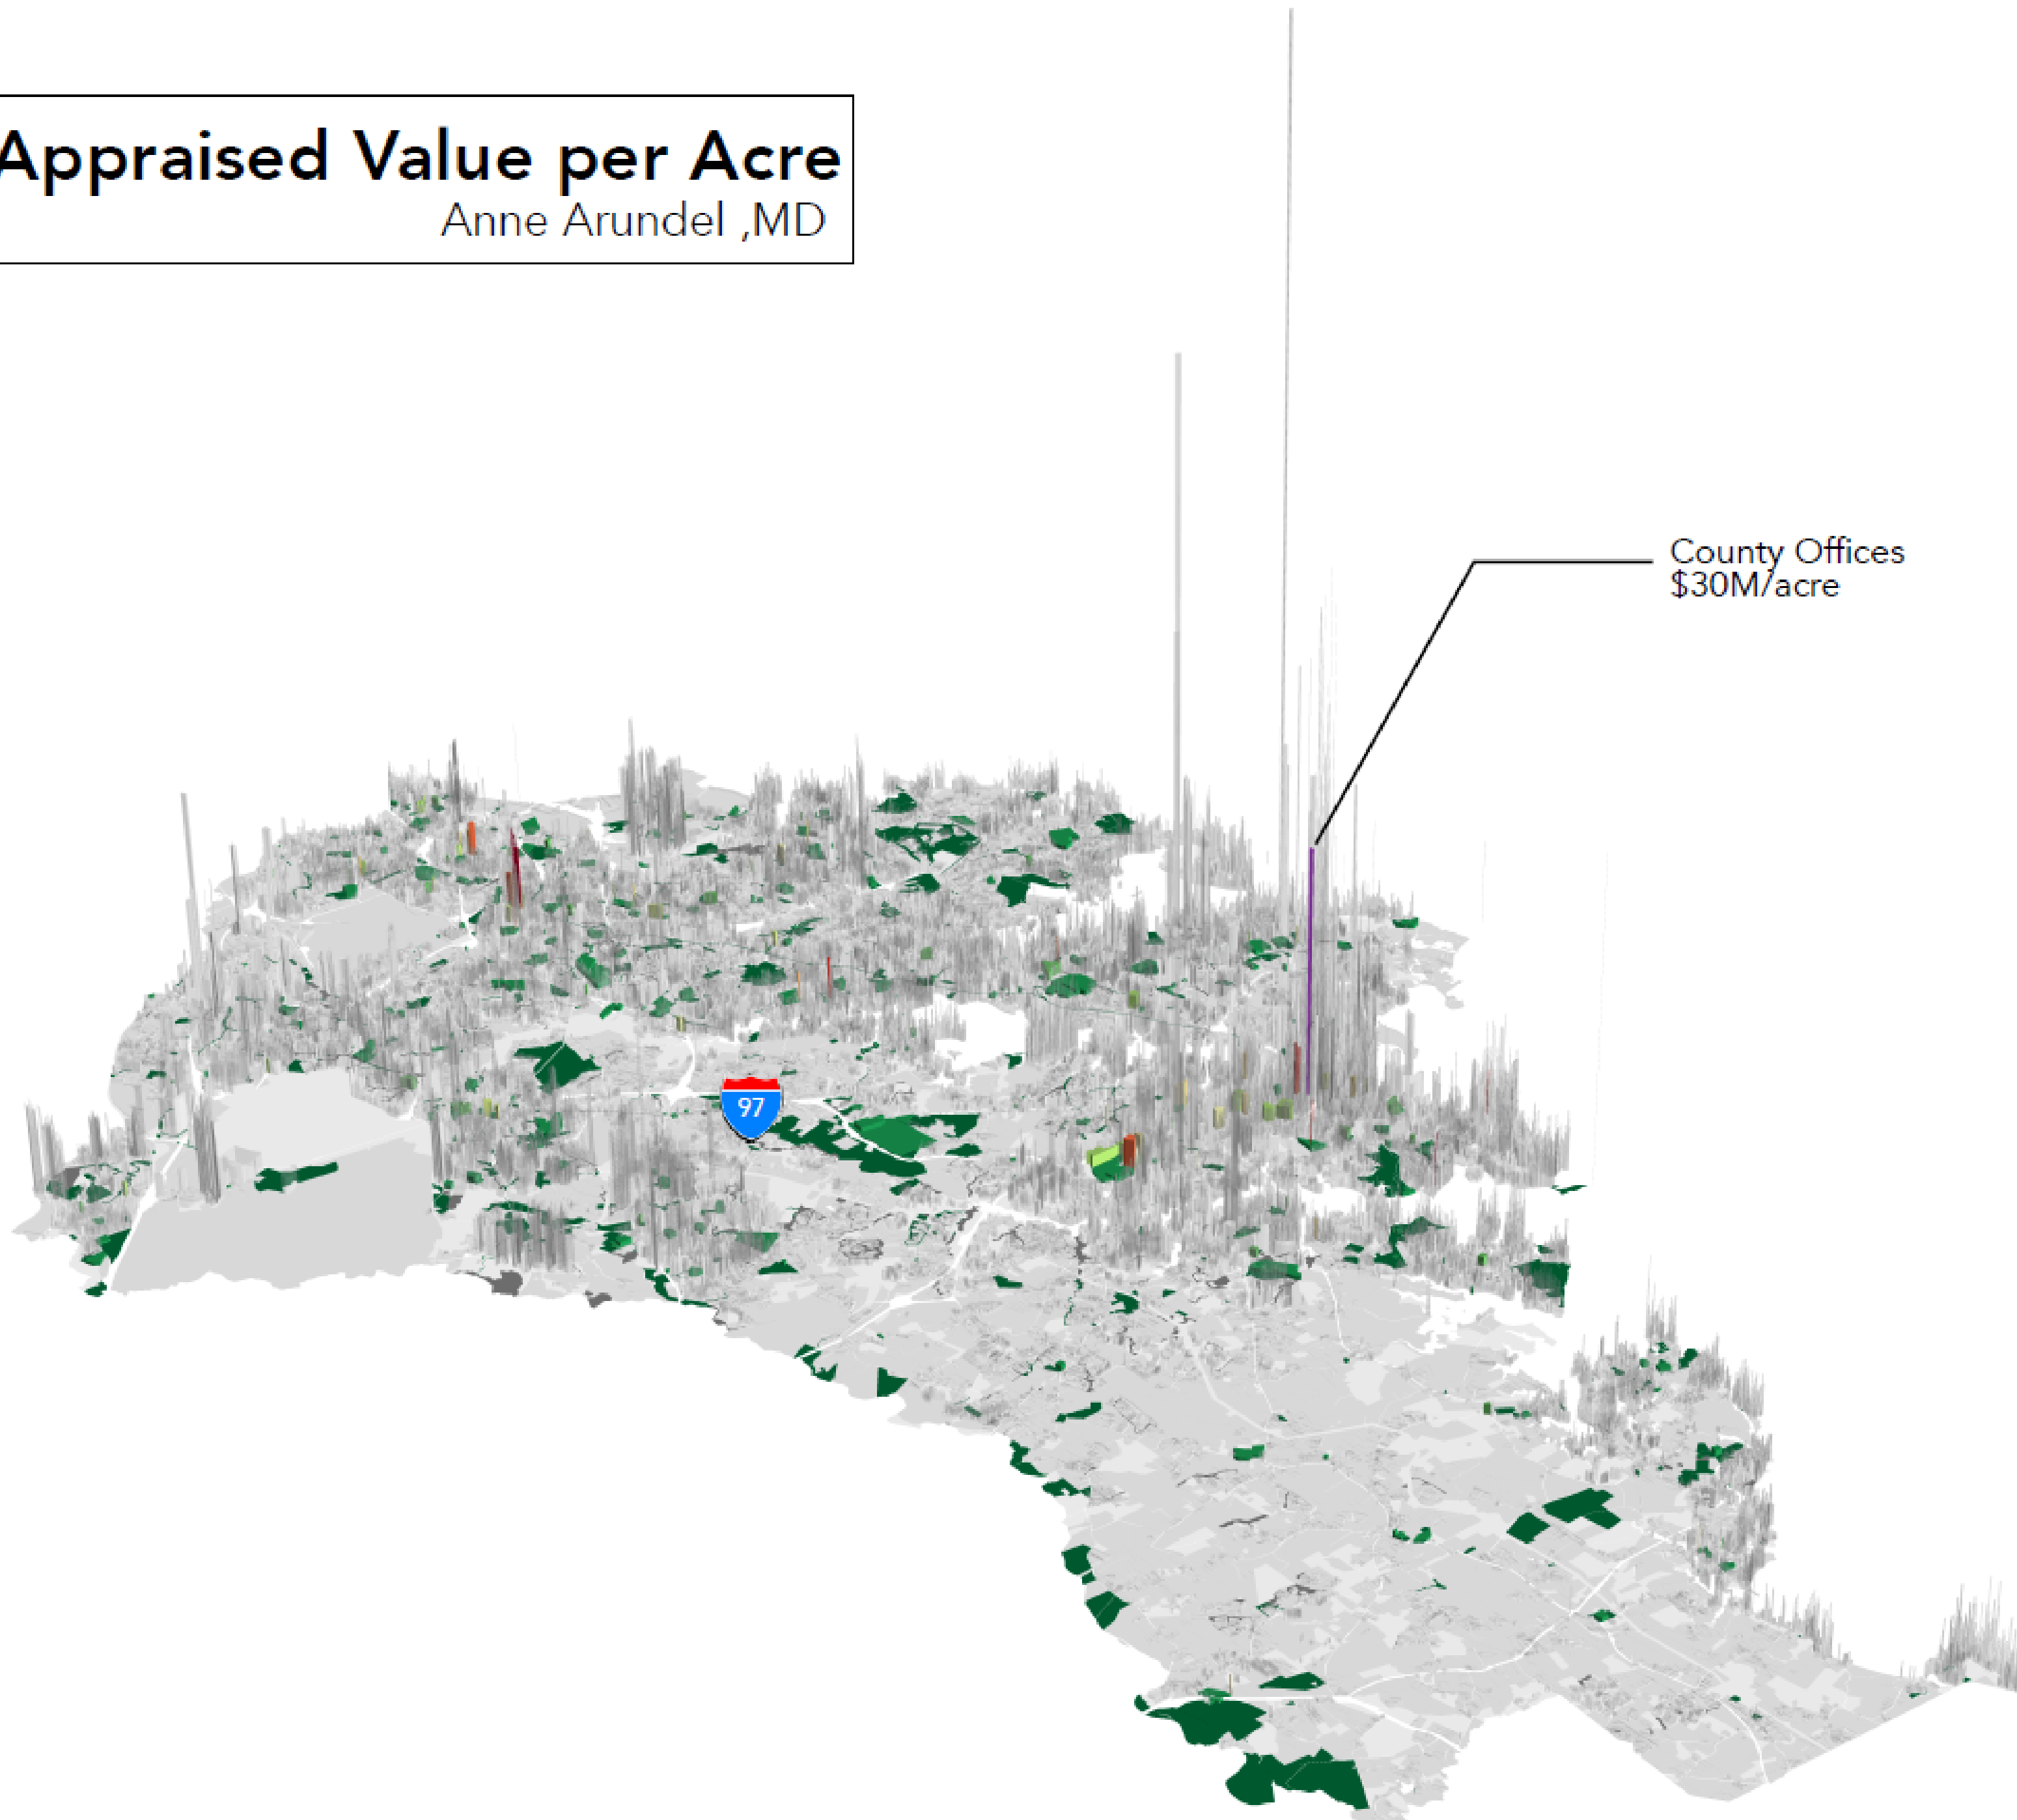 Appraised Value per Acre
Anne Arundel ,MD
County Offices
$30M/acre
97